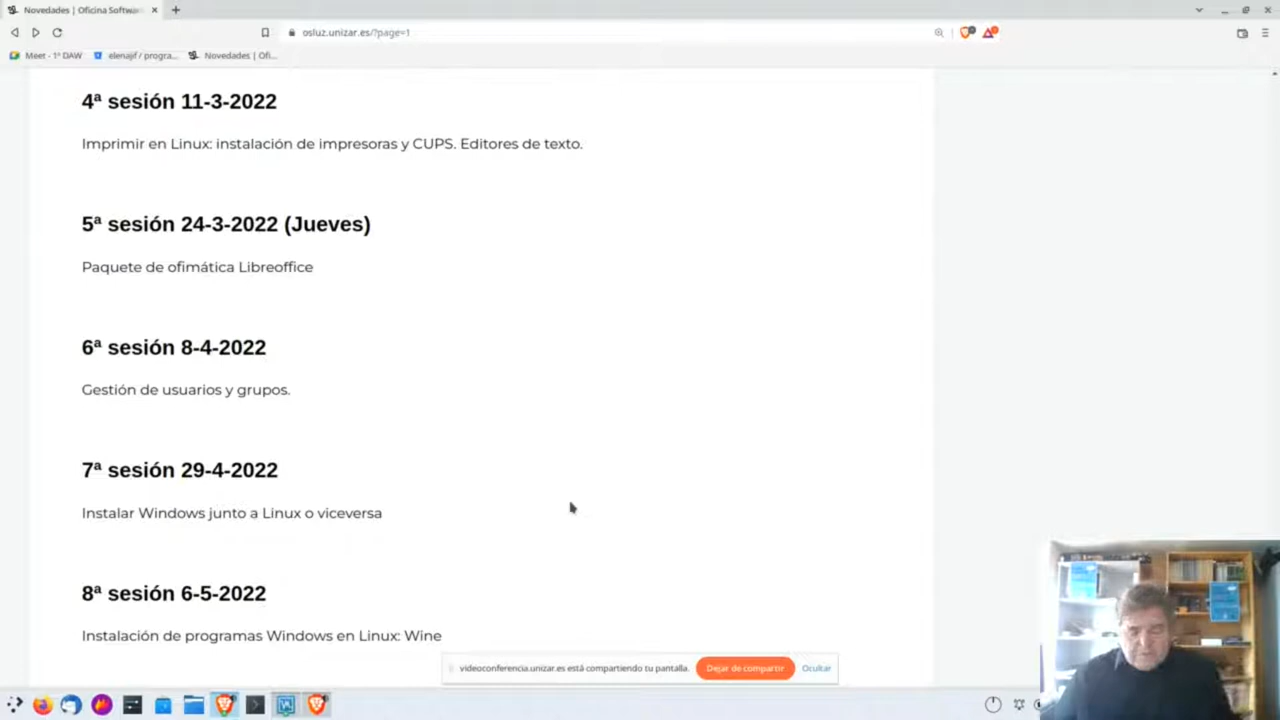 Novedades | Oficina Softwar
osluz.unizar.es/?page=1
Meet - 1º DAW elenajif / progra... Novedades | Ofi...
4ª sesión 11-3-2022
Imprimir en Linux: instalación de impresoras y CUPS. Editores de texto.
5ª sesión 24-3-2022 (Jueves)
Paquete de ofimática Libreoffice
6ª sesión 8-4-2022
Gestión de usuarios y grupos.
7ª sesión 29-4-2022
Instalar Windows junto a Linux o viceversa
8ª sesión 6-5-2022
Instalación de programas Windows en Linux: Wine
videoconferencia.unizar.es está compartiendo tu pantalla. Dejar de compartir Ocultar